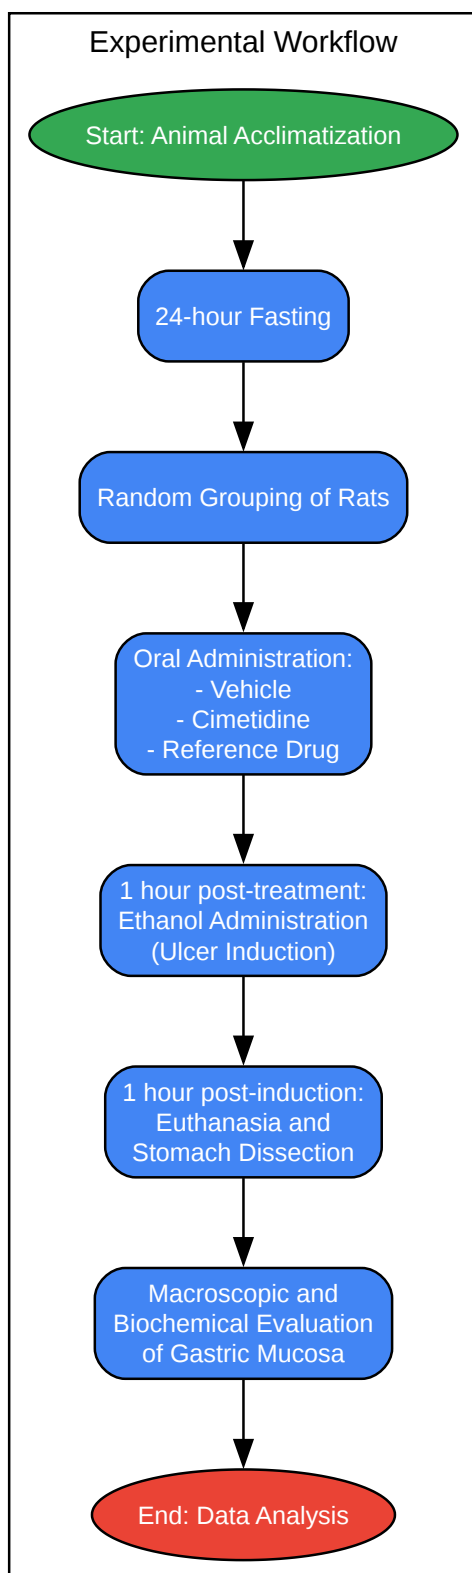 Experimental Workflow
Start: Animal Acclimatization
24-hour Fasting
Random Grouping of Rats
Oral Administration:
- Vehicle
- Cimetidine
- Reference Drug
1 hour post-treatment:
Ethanol Administration
(Ulcer Induction)
1 hour post-induction:
Euthanasia and
Stomach Dissection
Macroscopic and
Biochemical Evaluation
of Gastric Mucosa
End: Data Analysis